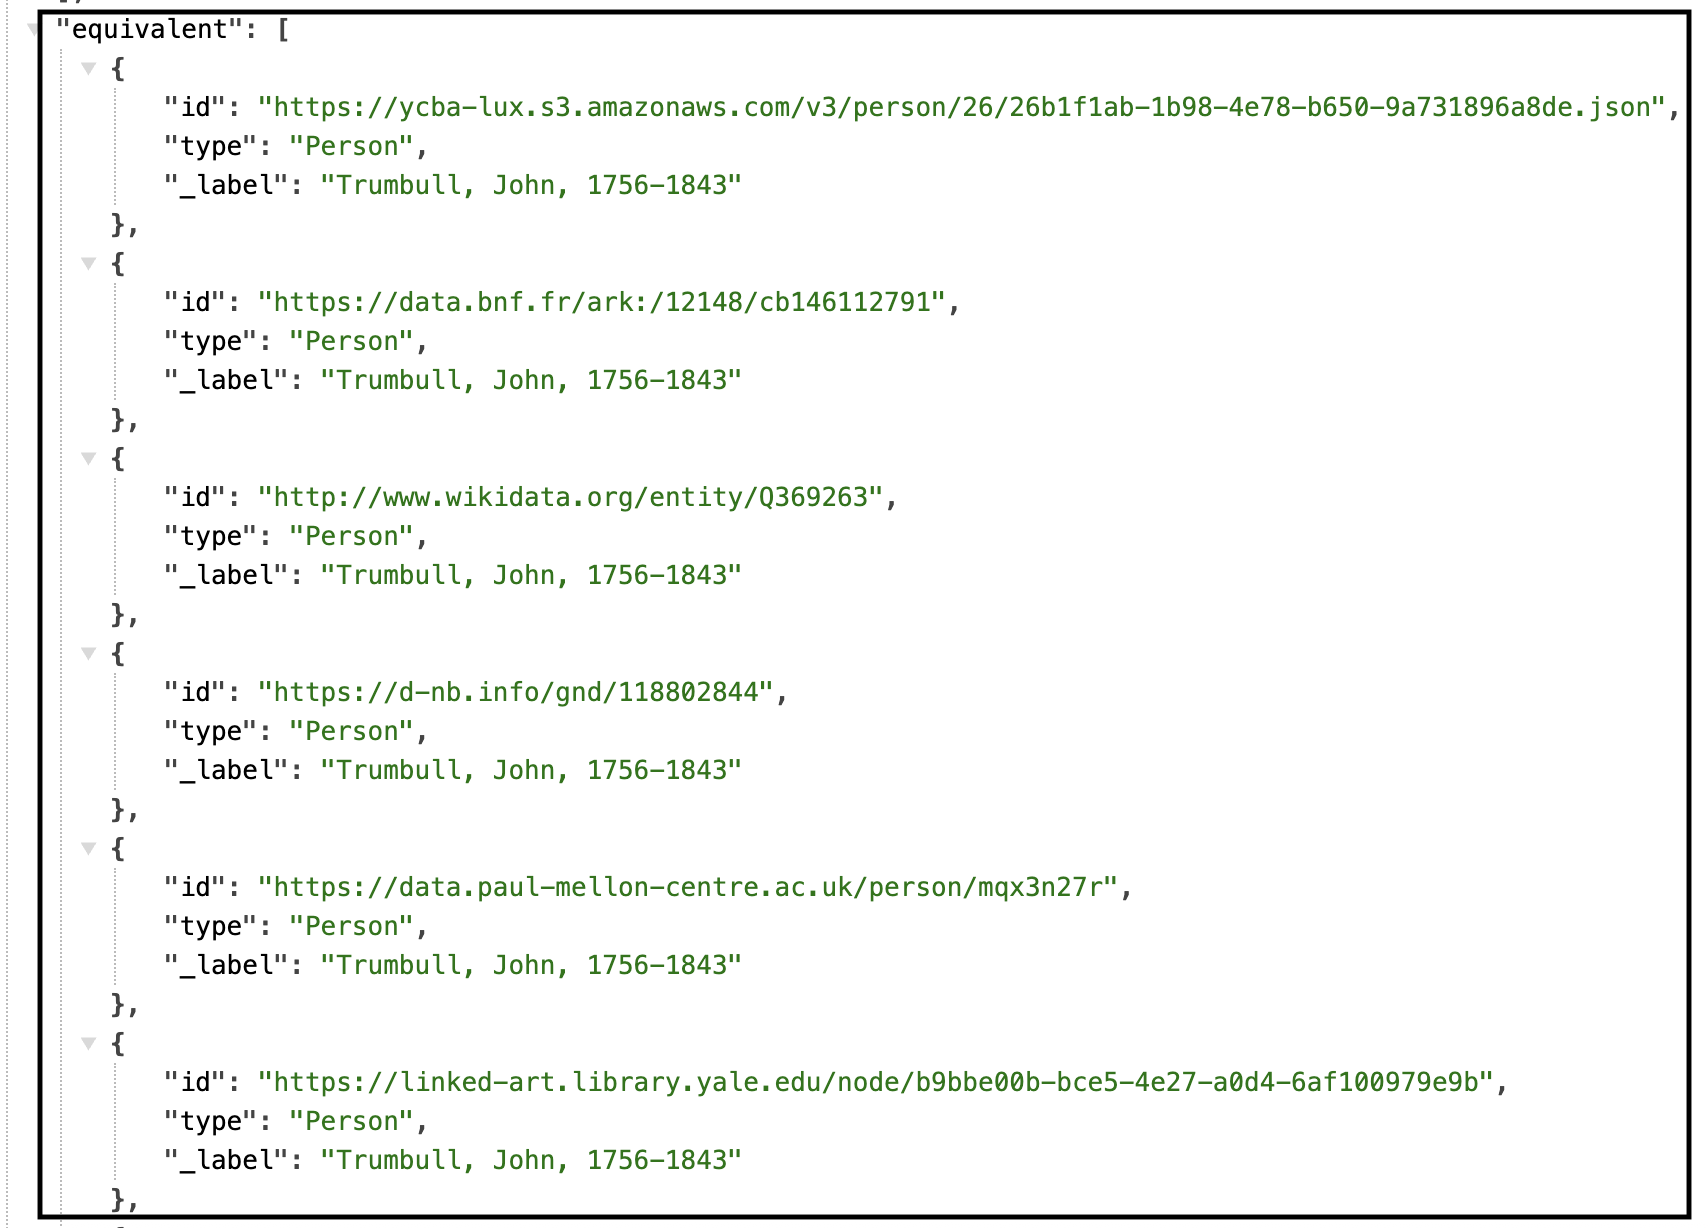 "equivalent": [
{
"id": "https://ycba-lux.s3.amazonaws.com/v3/person/26/26b1f1ab-1b98-4e78-b650-9a731896a8de.json",
"type": "Person",
"_label": "Trumbull, John, 1756-1843"
},
{
"id": "https://data.bnf.fr/ark:/12148/cb146112791",
"type": "Person",
"_label": "Trumbull, John, 1756-1843"
},
{
"id": "http://www.wikidata.org/entity/Q369263",
"type": "Person",
"_label": "Trumbull, John, 1756-1843"
},
{
"id": "https://d-nb.info/gnd/118802844",
"type": "Person",
"_label": "Trumbull, John, 1756-1843"
},
{
"id": "https://data.paul-mellon-centre.ac.uk/person/mqx3n27r",
"type": "Person",
"_label": "Trumbull, John, 1756-1843"
},
{
"id": "https://linked-art.library.yale.edu/node/b9bbe00b-bce5-4e27-a0d4-6af100979e9b",
"type": "Person",
"_label": "Trumbull, John, 1756-1843"
},